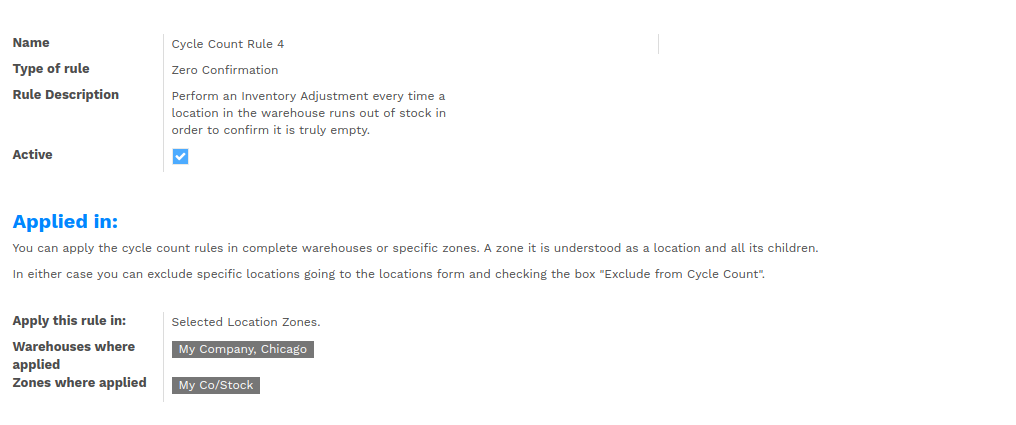 Name
Cycle Count Rule 4
Type of rule
Zero Confirmation
Rule Description
Perform an Inventory Adjustment every time a
location in the warehouse runs out of stock in
order to confirm it is truly empty.
Active
Applied in:
You can apply the cycle count rules in complete warehouses or specific zones. A zone it is understood as a location and all its children.
In either case you can exclude specific locations going to the locations form and checking the box "Exclude from Cycle Count".
Apply this rule in:
Selected Location Zones.
Warehouses where
applied
My Company, Chicago
Zones where applied
My Co/Stock